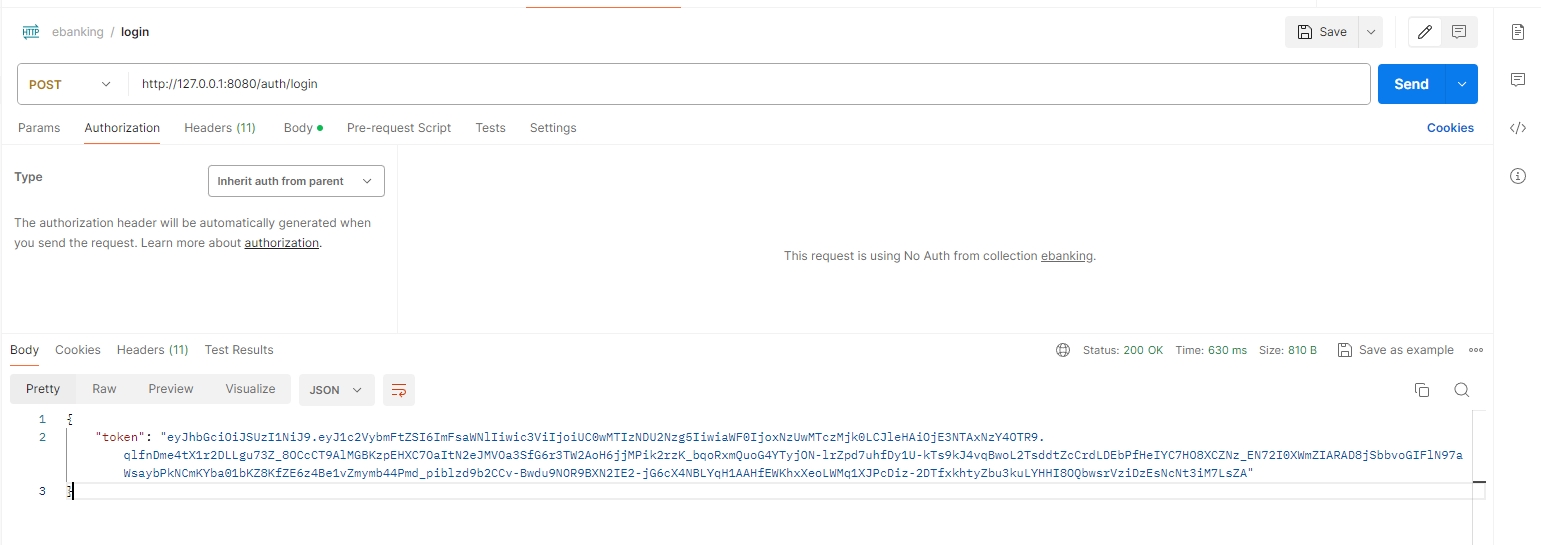 HTTP ebanking / login
Save
POST http://127.0.0.1:8080/auth/login Send
Params Authorization Headers (11) Body Pre-request Script Tests Settings Cookies
Type Inherit auth from parent
The authorization header will be automatically generated when
you send the request. Learn more about authorization.
This request is using No Auth from collection ebanking.
Body Cookies Headers (11) Test Results Status: 200 OK Time: 630 ms Size: 810 B Save as example
Pretty Raw Preview Visualize JSON
1 {
2 "token": "eyJhbGciOiJSUzI1NiJ9.eyJ1c2VybmFtZSI6ImFsaWNlIiwic3ViIjoiUC0wMTIzNDU2Nzg5IiwiaWF0IjoxNzUwMTczMjk0LCJleHAiOjE3NTAxNzY4OTR9.
qlfnDme4tX1r2DLLgu73Z_8OCcCT9AlMGBKzpEHXC7OaItN2eJMVOa3SfG6r3TW2AoH6jjMPik2rzK_bqoRxmQuoG4YTyjON-lrZpd7uhfDy1U-kTs9kJ4vqBwoL2TsddtZcCrdLDEbPfHeIYC7HO8XCZNz_EN72I0XWmZIARAD8jSbbvoGIFlN97a
WsaybPkNCmKYba01bKZ8KfZE6z4Be1vZmymb44Pmd_piblzd9b2CCv-Bwdu9NOR9BXN2IE2-jG6cX4NBLYqH1AAHfEWKhxXeoLWMq1XJPcDiz-2DTfxkhtyZbu3kuLYHHI8OQbwsrVziDzEsNcNt3iM7LsZA"
3 }